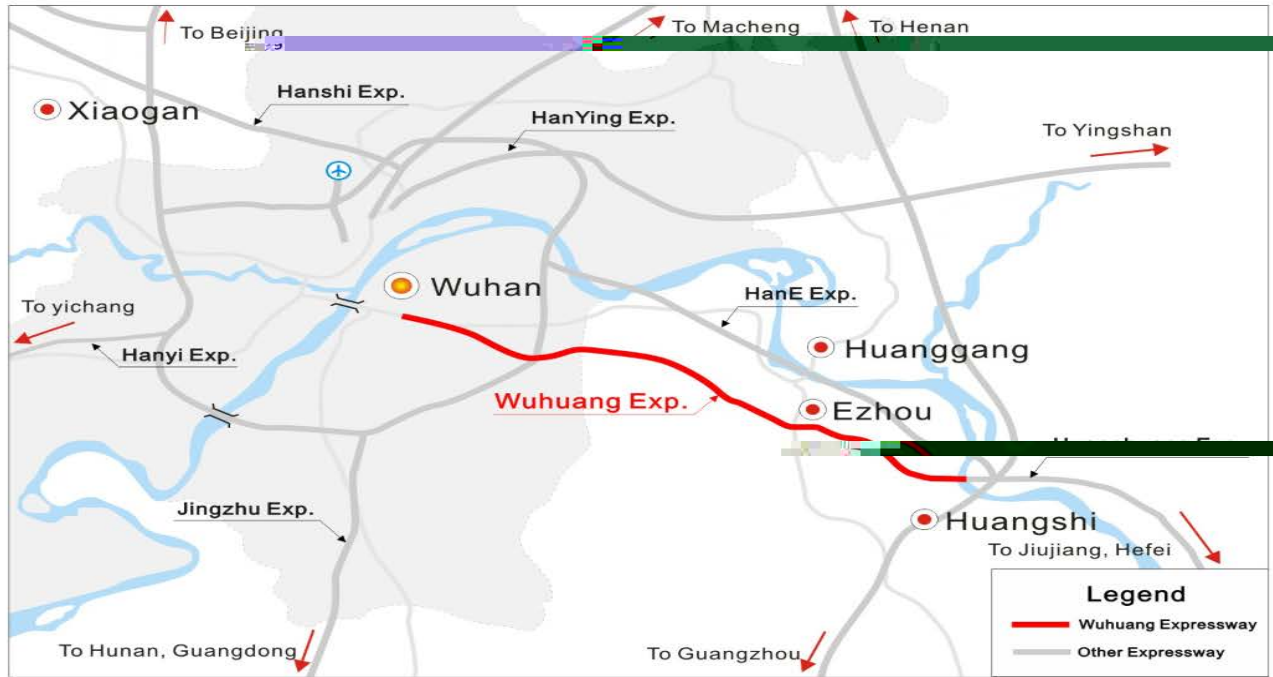 To Beijing
To Macheng
To Henan
Hanshi Exp.
Xiaogan
HanYing Exp.
To Yingshan
Wuhan
To yichang
HanE Exp.
Hanyi Exp.
Huanggang
Wuhuang Exp.
Ezhou
Jingzhu Exp.
Huangshi
To Jiujiang, Hefei
Legend
Wuhuang Expressway
Other Expressway
To Hunan, Guangdong
To Guangzhou